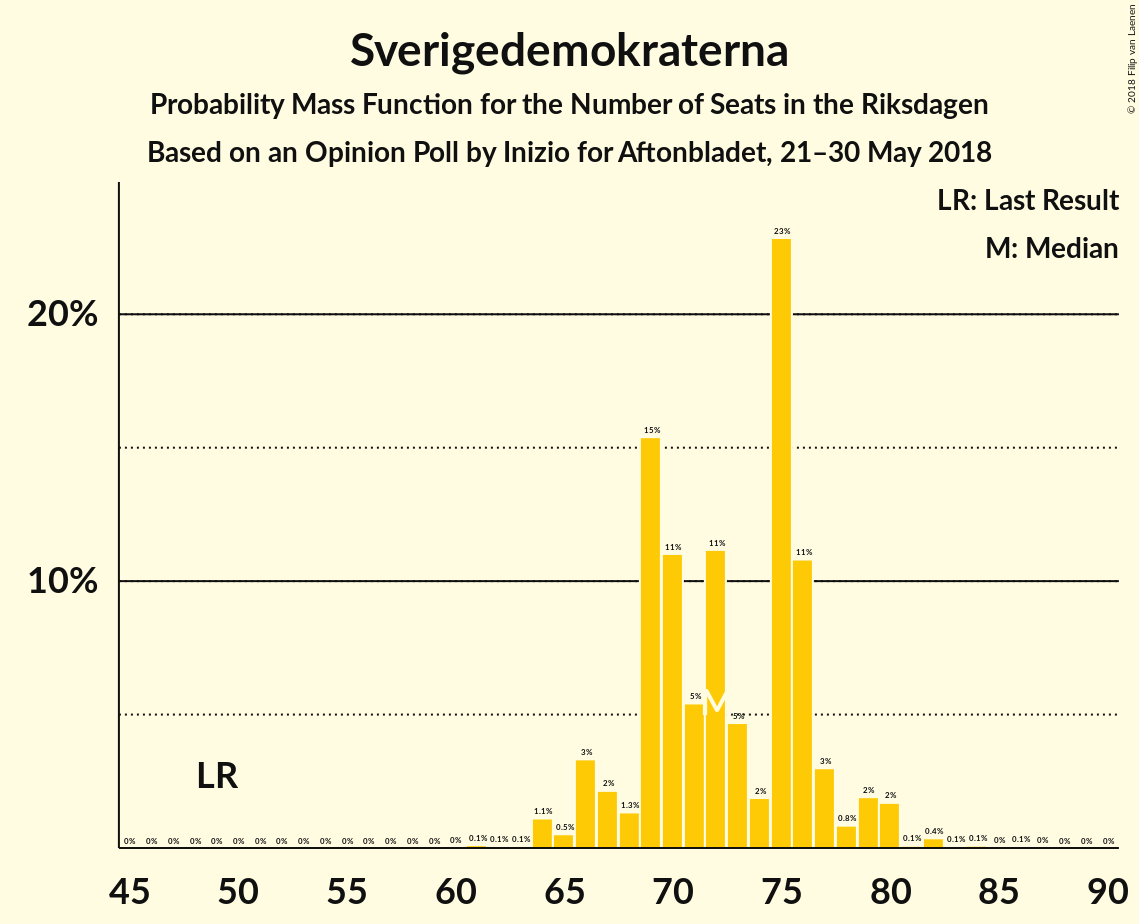 Sverigedemokraterna
Probability Mass Function for the Number of Seats in the Riksdagen
Based on an Opinion Poll by Inizio for Aftonbladet, 21–30 May 2018
© 2018 Filip van Laenen
LR: Last Result
M: Median
20%
10%
LR
M
0% 0% 0% 0% 0% 0% 0% 0% 0% 0% 0% 0% 0% 0% 0% 0% 0.1% 0.1% 0.1% 1.1% 0.5% 3% 2% 1.3% 15% 11% 5% 11% 5% 2% 23% 11% 3% 0.8% 2% 2% 0.1% 0.4% 0.1% 0.1% 0% 0.1% 0% 0% 0% 0%
45 50 55 60 65 70 75 80 85 90